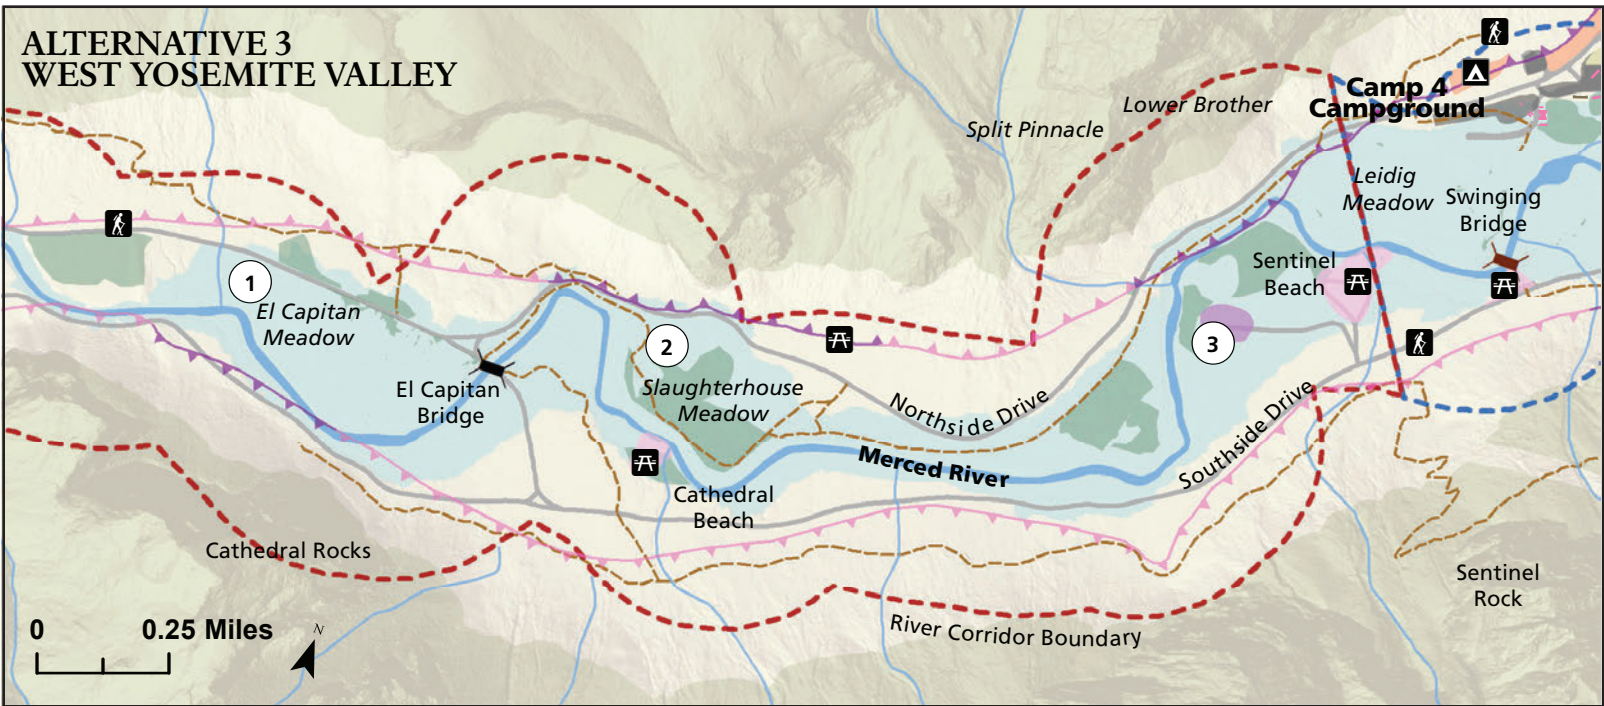 ALTERNATIVE 3
WEST YOSEMITE VALLEY
Camp 4
Campground
Lower Brother
Split Pinnacle
Leidig
Meadow
Swinging
Bridge
Sentinel
Beach
1
El Capitan
Meadow
2
3
El Capitan
Bridge
Slaughterhouse
Meadow
Northside Drive
Southside Drive
Merced River
Cathedral
Beach
Cathedral Rocks
Sentinel
Rock
River Corridor Boundary
0
0.25 Miles
N